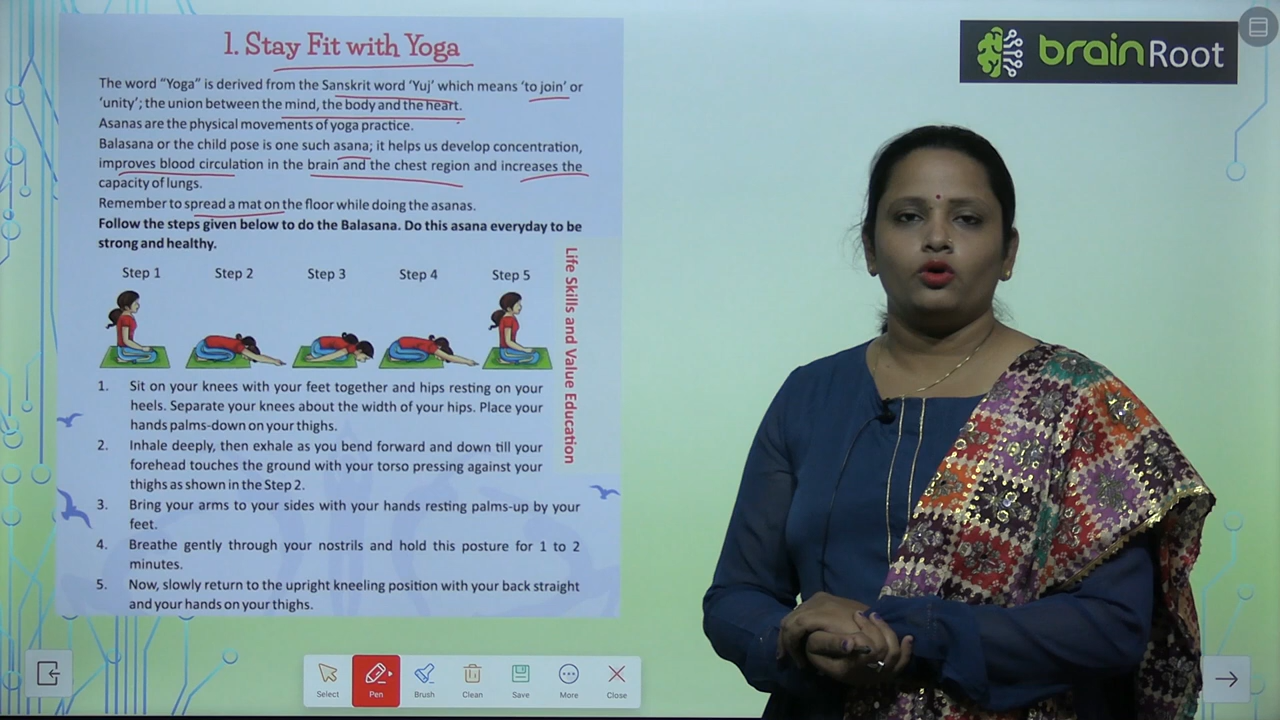 1. Stay Fit with Yoga
The word “Yoga” is derived from the Sanskrit word ‘Yuj’ which means ‘to join’ or
‘unity’; the union between the mind, the body and the heart.
Asanas are the physical movements of yoga practice.
Balasana or the child pose is one such asana; it helps us develop concentration,
improves blood circulation in the brain and the chest region and increases the
capacity of lungs.
Remember to spread a mat on the floor while doing the asanas.
Follow the steps given below to do the Balasana. Do this asana everyday to be
strong and healthy.
Step 1 Step 2 Step 3 Step 4 Step 5
1. Sit on your knees with your feet together and hips resting on your
heels. Separate your knees about the width of your hips. Place your
hands palms-down on your thighs.
2. Inhale deeply, then exhale as you bend forward and down till your
forehead touches the ground with your torso pressing against your
thighs as shown in the Step 2.
3. Bring your arms to your sides with your hands resting palms-up by your
feet.
4. Breathe gently through your nostrils and hold this posture for 1 to 2
minutes.
5. Now, slowly return to the upright kneeling position with your back straight
and your hands on your thighs.
Life Skills and Value Education
brainRoot
Select Pen Brush Clean Save More Close